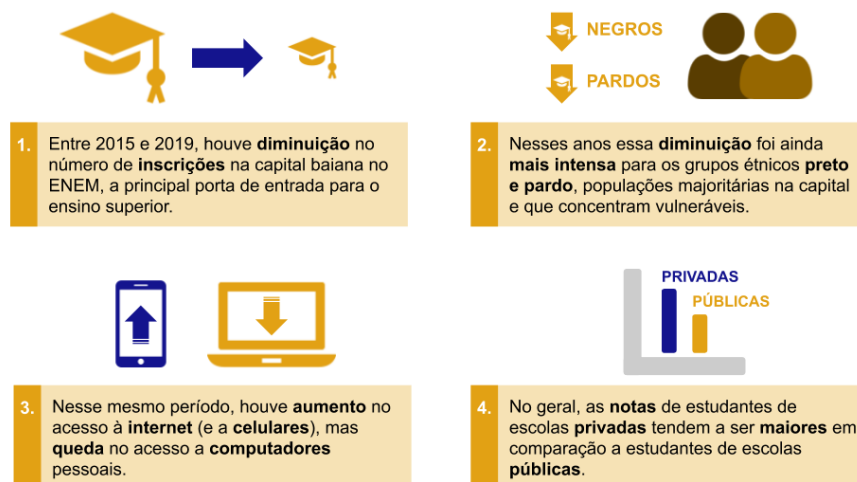 NEGROS
PARDOS
1.
Entre 2015 e 2019, houve diminuição no
número de inscrições na capital baiana no
ENEM, a principal porta de entrada para o
ensino superior.
2.
Nesses anos essa diminuição foi ainda
mais intensa para os grupos étnicos preto
e pardo, populações majoritárias na capital
e que concentram vulneráveis.
PRIVADAS
PÚBLICAS
3.
Nesse mesmo período, houve aumento no
acesso à internet (e a celulares), mas
queda no acesso a computadores
pessoais.
4.
No geral, as notas de estudantes de
escolas privadas tendem a ser maiores em
comparação a estudantes de escolas
públicas.